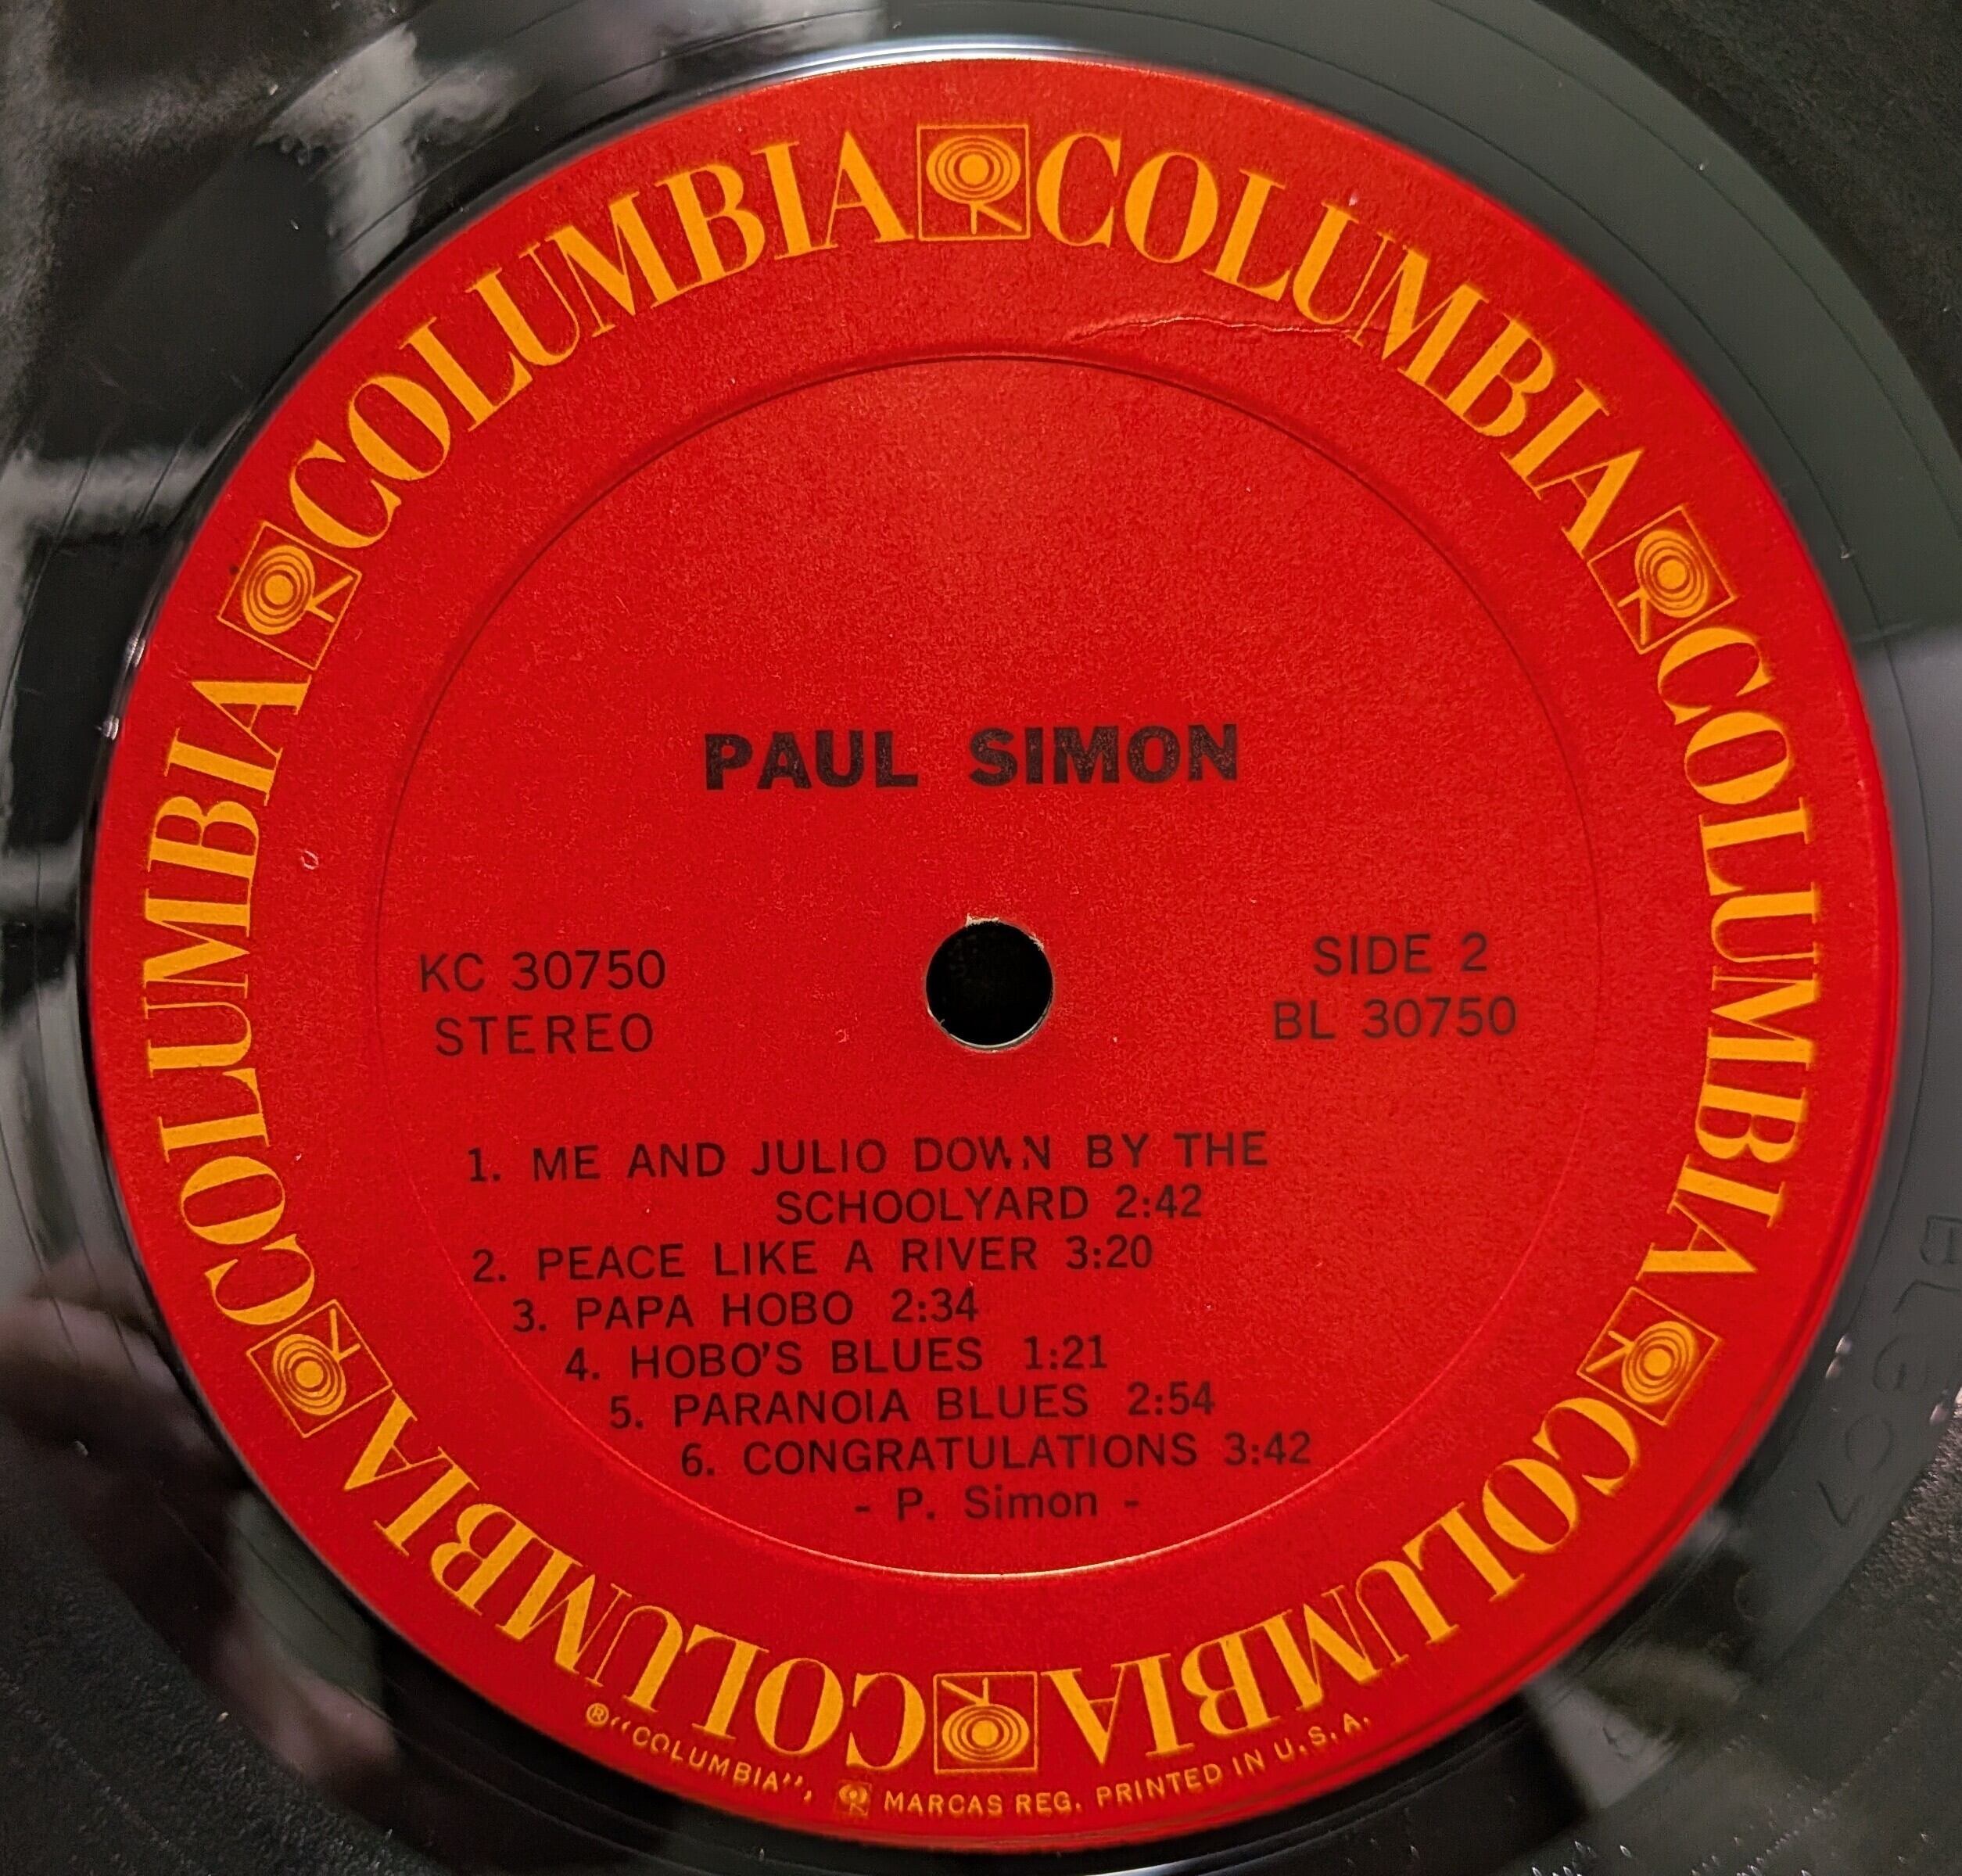 COLUMBIA COLUMBIA COLUMBIA COLUMBIA COLUMBIA COLUMBIA
PAUL SIMON
KC 30750
STEREO
SIDE 2
BL 30750
1. ME AND JULIO DOWN BY THE
SCHOOLYARD 2:42
2. PEACE LIKE A RIVER 3:20
3. PAPA HOBO 2:34
4. HOBO'S BLUES 1:21
5. PARANOIA BLUES 2:54
6. CONGRATULATIONS 3:42
- P. Simon -
® "COLUMBIA", MARCAS REG. PRINTED IN U.S.A.